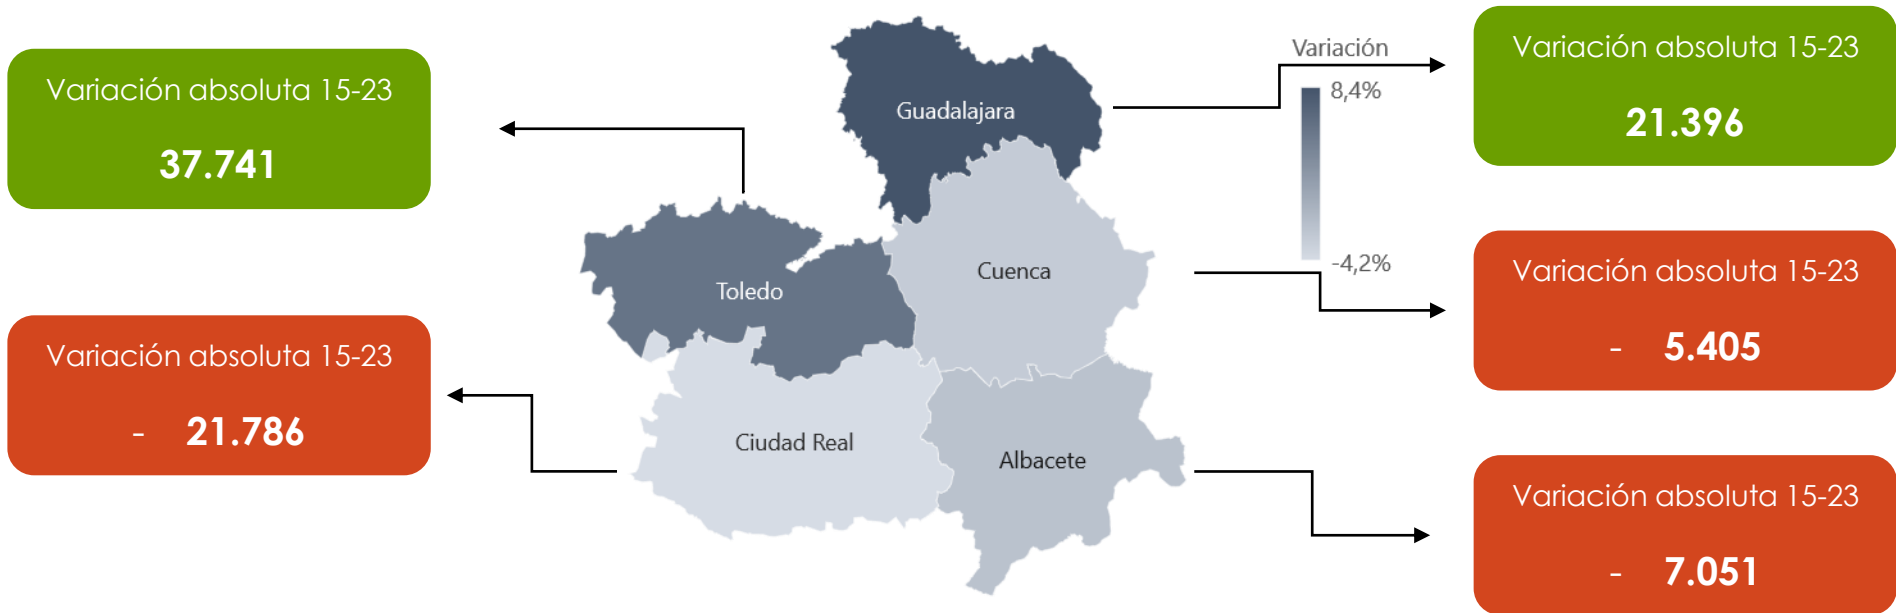 Variación absoluta 15-23
37.741
Variación absoluta 15-23
- 21.786
Guadalajara
Toledo
Cuenca
Ciudad Real
Albacete
Variación
8,4%
-4,2%
Variación absoluta 15-23
21.396
Variación absoluta 15-23
- 5.405
Variación absoluta 15-23
- 7.051